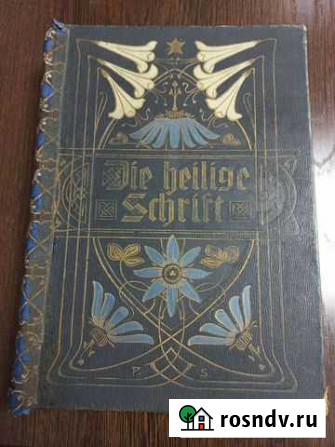 Die heilige
Schrift
P S
rosndv.ru